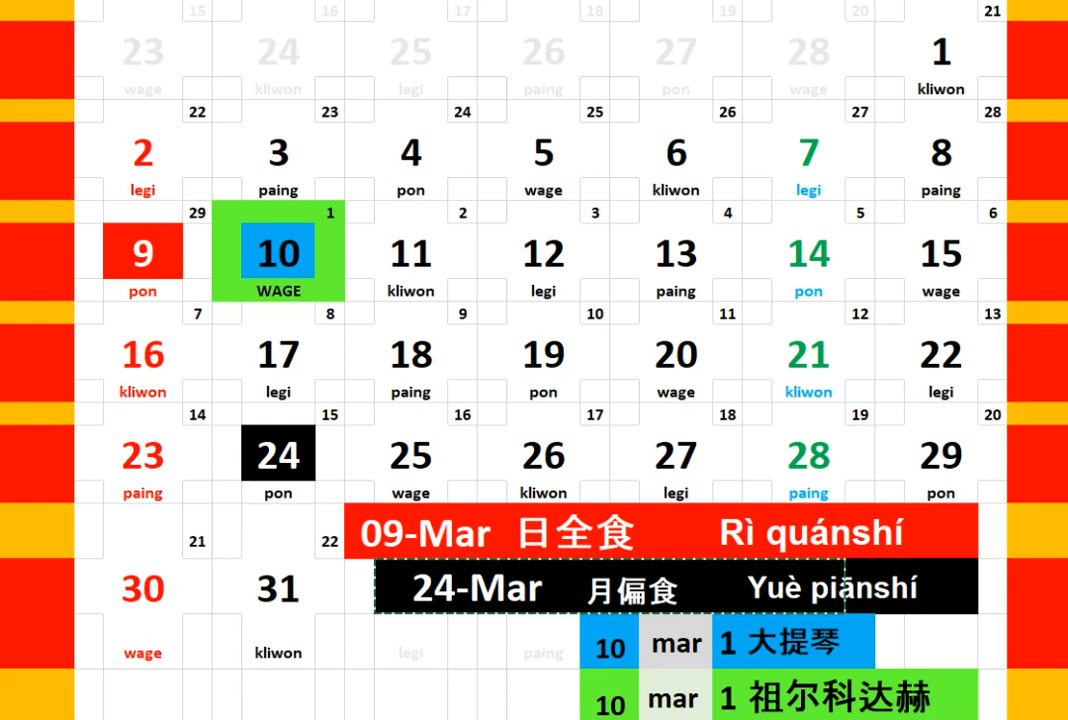 15 16 17 18 19 20 21
23 24 25 26 27 28 1
wage kliwon legi paing pon wage kliwon
22 23 24 25 26 27 28
2 3 4 5 6 7 8
legi paing pon wage kliwon legi paing
29 1 2 3 4 5 6
9 10 11 12 13 14 15
pon WAGE kliwon legi paing pon wage
7 8 9 10 11 12 13
16 17 18 19 20 21 22
kliwon legi paing pon wage kliwon legi
14 15 16 17 18 19 20
23 24 25 26 27 28 29
paing pon wage kliwon legi paing pon
09-Mar 日全食 Rì quánshí
21 22
24-Mar 月偏食 Yuè piānshí
30 31
10 mar 1 大提琴
wage kliwon legi paing
10 mar 1 祖尔科达赫